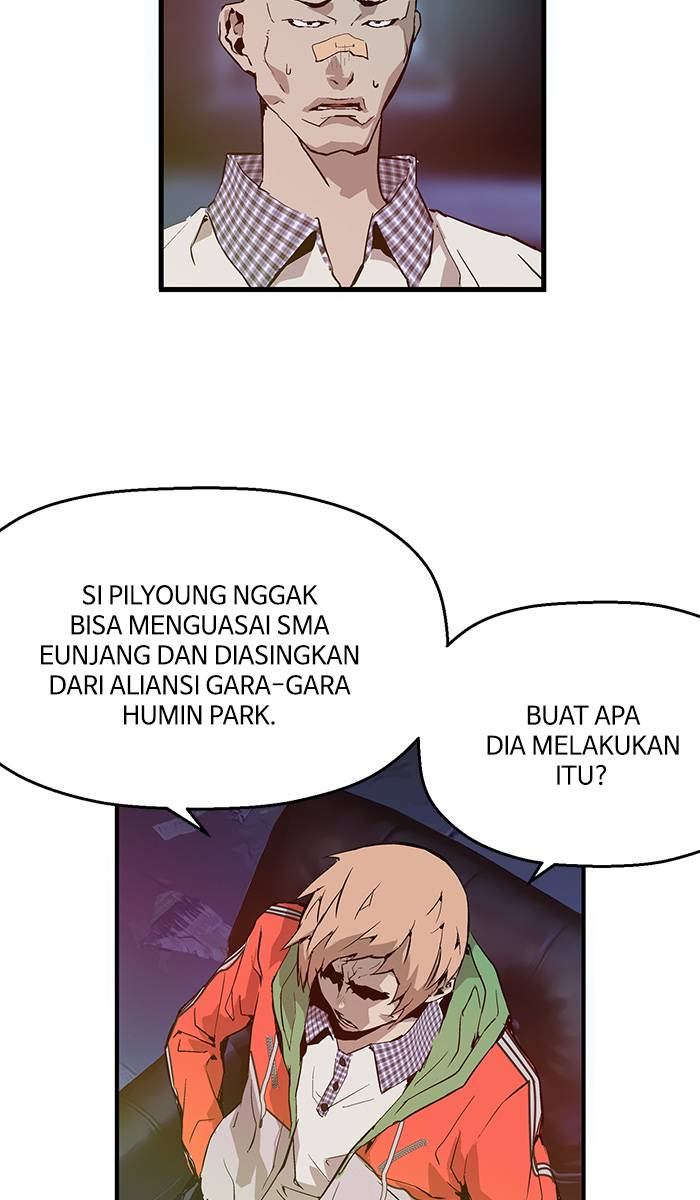 SI PILYOUNG NGGAK
BISA MENGUASAI SMA
EUNJANG DAN DIASINGKAN
DARI ALIANSI GARA-GARA
HUMIN PARK.
BUAT APA
DIA MELAKUKAN
ITU?